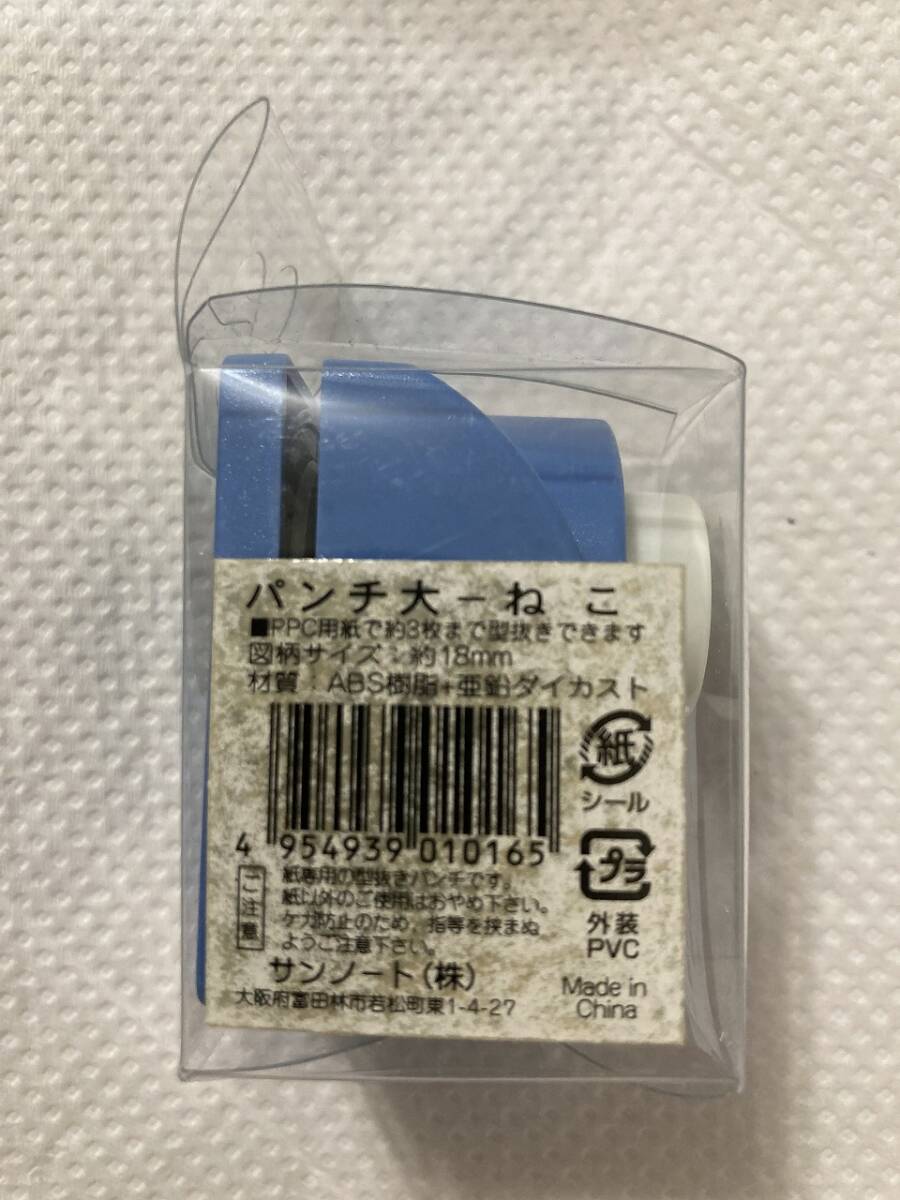 パンチ大－ねこ
■PPC用紙で約3枚まで型抜きできます
図柄サイズ：約18mm
材質：ABS樹脂+亜鉛ダイカスト
4 954939 010165
紙
シール
プラ
外装
PVC
ご注意
紙専用の型抜きパンチです。
紙以外のご使用はおやめ下さい。
ケガ防止のため、指等を挟まぬ
ようご注意下さい。
サンノート(株)
大阪府富田林市若松町東1-4-27
Made in
China